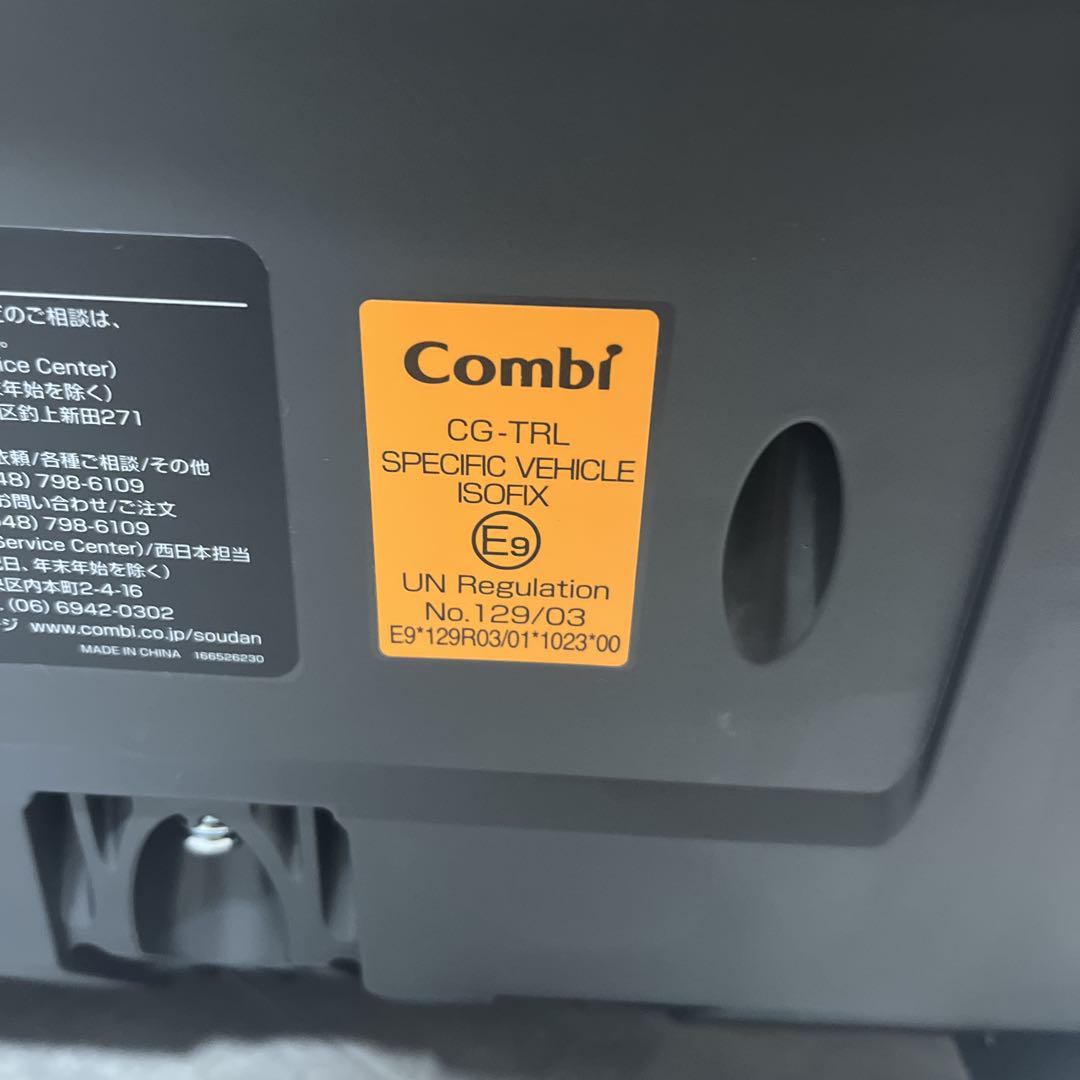 このご相談は、
。
ice Center)
年始を除く)
区釣上新田271
依頼/各種ご相談/その他
48) 798-6109
お問い合わせ/ご注文
48) 798-6109
Service Center)/西日本担当
日、年末年始を除く)
区内本町2-4-16
. (06) 6942-0302
ジ www.combi.co.jp/soudan
MADE IN CHINA 166526230
Combi
CG-TRL
SPECIFIC VEHICLE
ISOFIX
E9
UN Regulation
No.129/03
E9*129R03/01*1023*00